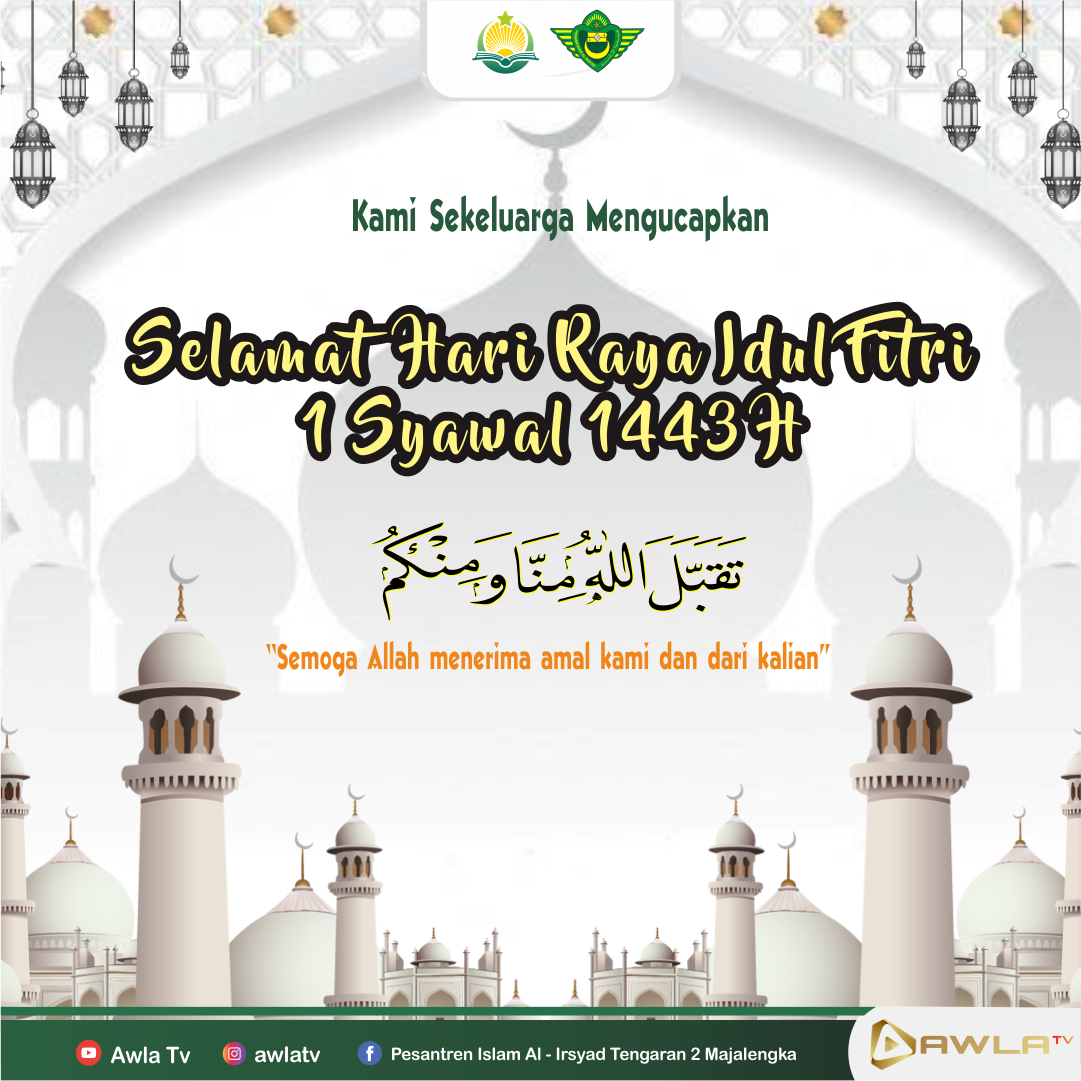 Kami Sekeluarga Mengucapkan
Selamat Hari Raya Idul Fitri
1 Syawal 1443 H
تَقَبَّلَ اللهُ مِنَّا وَمِنْكُمْ
“Semoga Allah menerima amal kami dan dari kalian”
Awla Tv
awlatv
Pesantren Islam Al - Irsyad Tengaran 2 Majalengka
AWLA TV